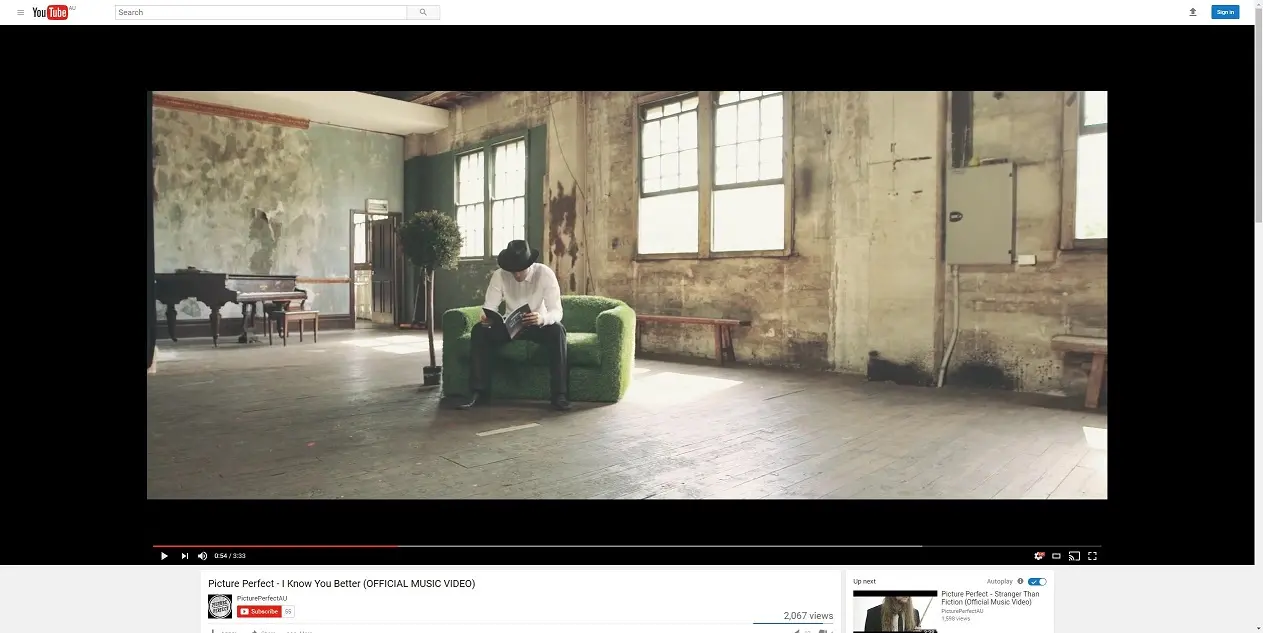 YouTube AU
Search
Sign in
0:54 / 3:33
Picture Perfect - I Know You Better (OFFICIAL MUSIC VIDEO)
PicturePerfectAU
Subscribe 55
2,067 views
Up next
Autoplay
Picture Perfect - Stranger Than
Fiction (Official Music Video)
PicturePerfectAU
1,598 views